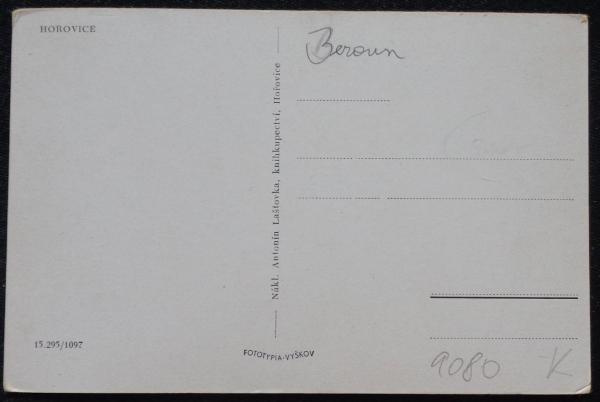 HOŘOVICE
Beroun
Nákl. Antonín Laštovka, knihkupectví, Hořovice
15.295/1097
FOTOTYPIA-VYŠKOV
9080 K